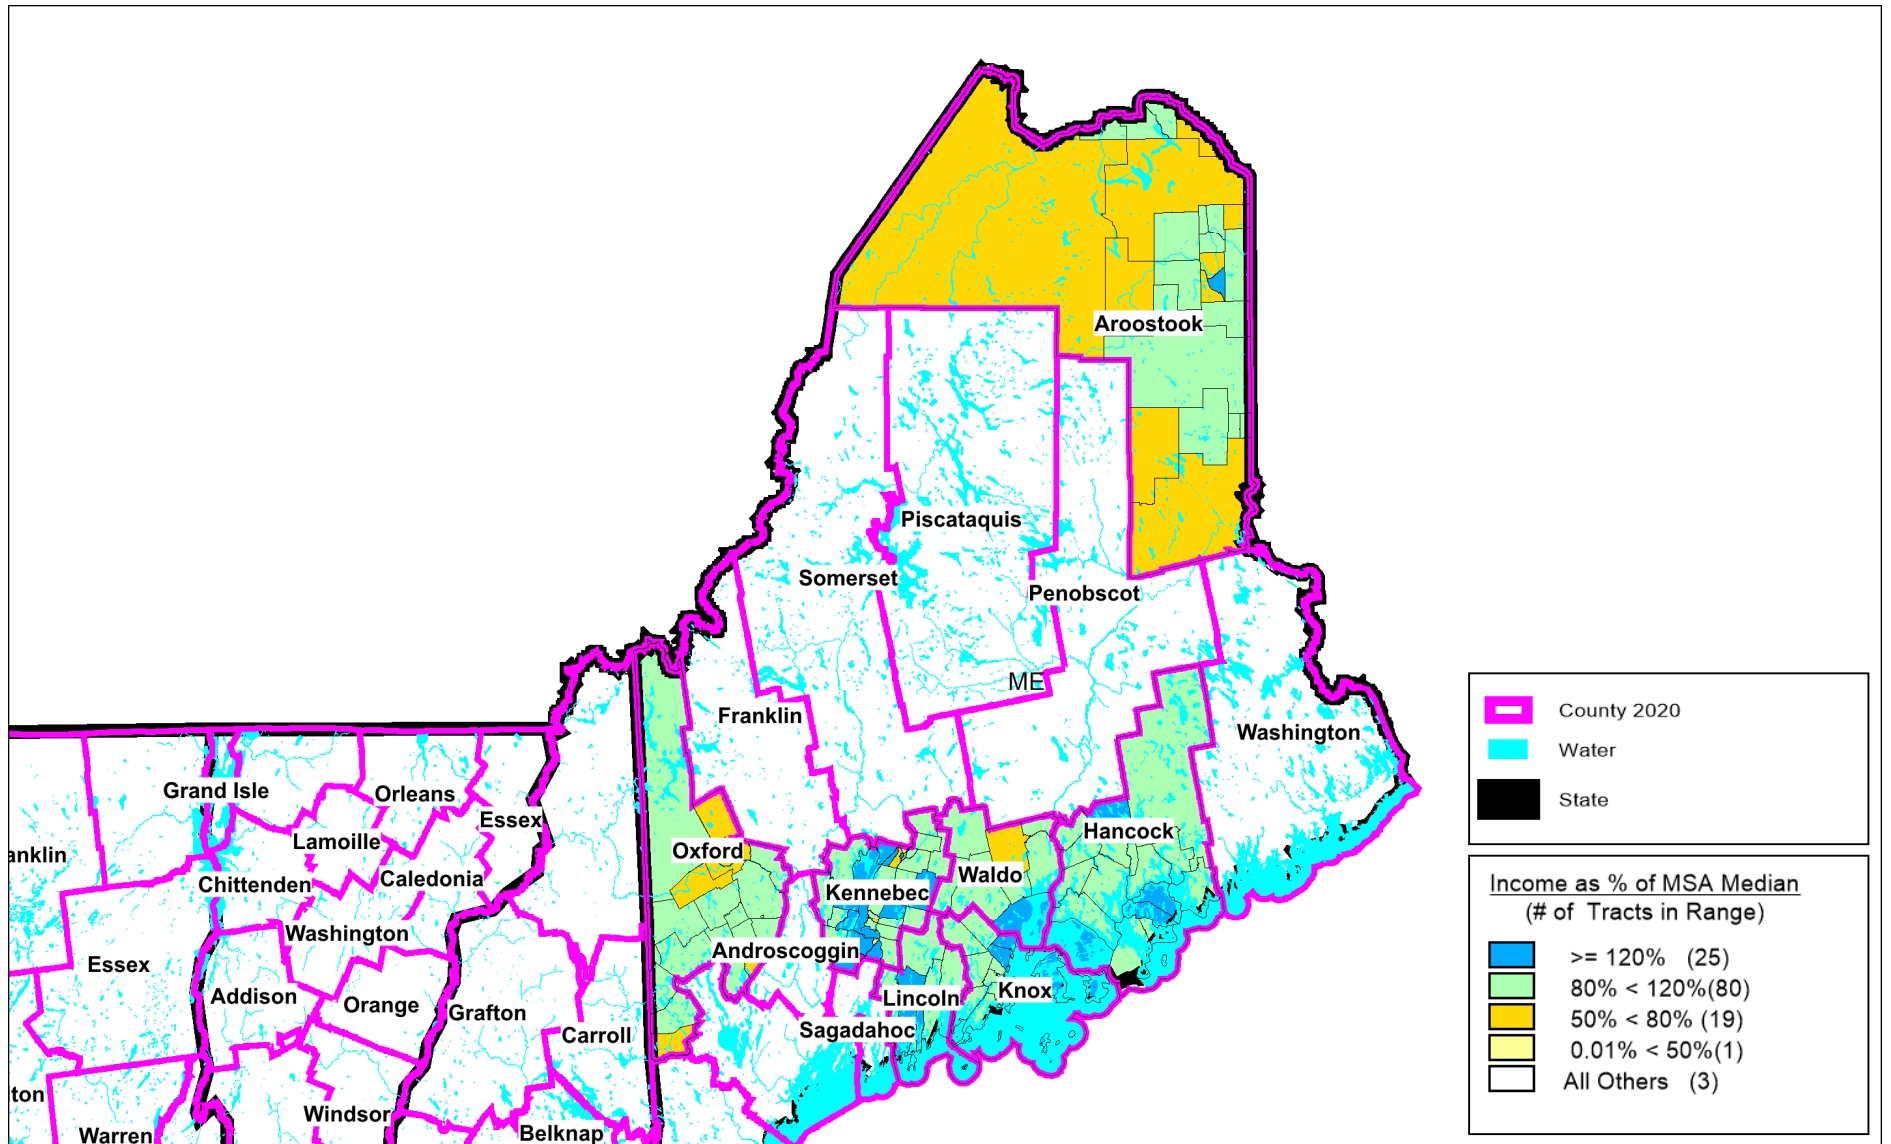 Aroostook
Piscataquis
Somerset
Penobscot
ME
Franklin
Washington
Grand Isle
Orleans
Essex
Lamoille
Hancock
Oxford
anklin
Chittenden
Caledonia
Kennebec
Waldo
Washington
Androscoggin
Essex
Addison
Orange
Grafton
Lincoln
Knox
Carroll
Sagadahoc
ton
Windsor
Warren
Belknap
County 2020
Water
State
Income as % of MSA Median
(# of Tracts in Range)
>= 120% (25)
80% < 120%(80)
50% < 80% (19)
0.01% < 50%(1)
All Others (3)